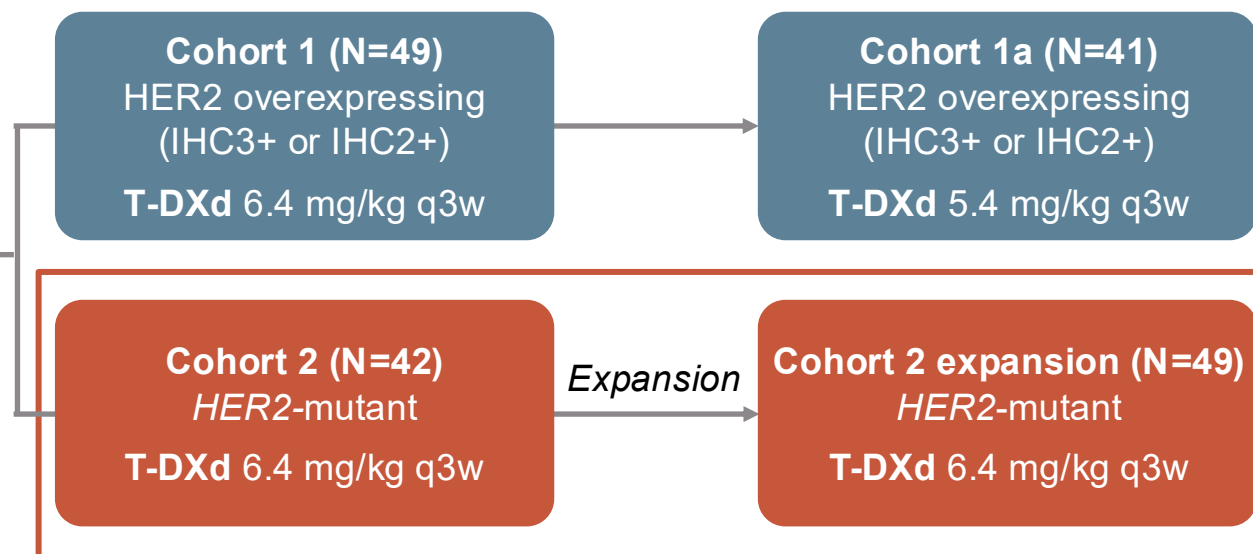 Cohort 1 (N=49)
HER2 overexpressing
(IHC3+ or IHC2+)
T-DXd 6.4 mg/kg q3w
Cohort 1a (N=41)
HER2 overexpressing
(IHC3+ or IHC2+)
T-DXd 5.4 mg/kg q3w
Cohort 2 (N=42)
HER2-mutant
T-DXd 6.4 mg/kg q3w
Expansion
Cohort 2 expansion (N=49)
HER2-mutant
T-DXd 6.4 mg/kg q3w